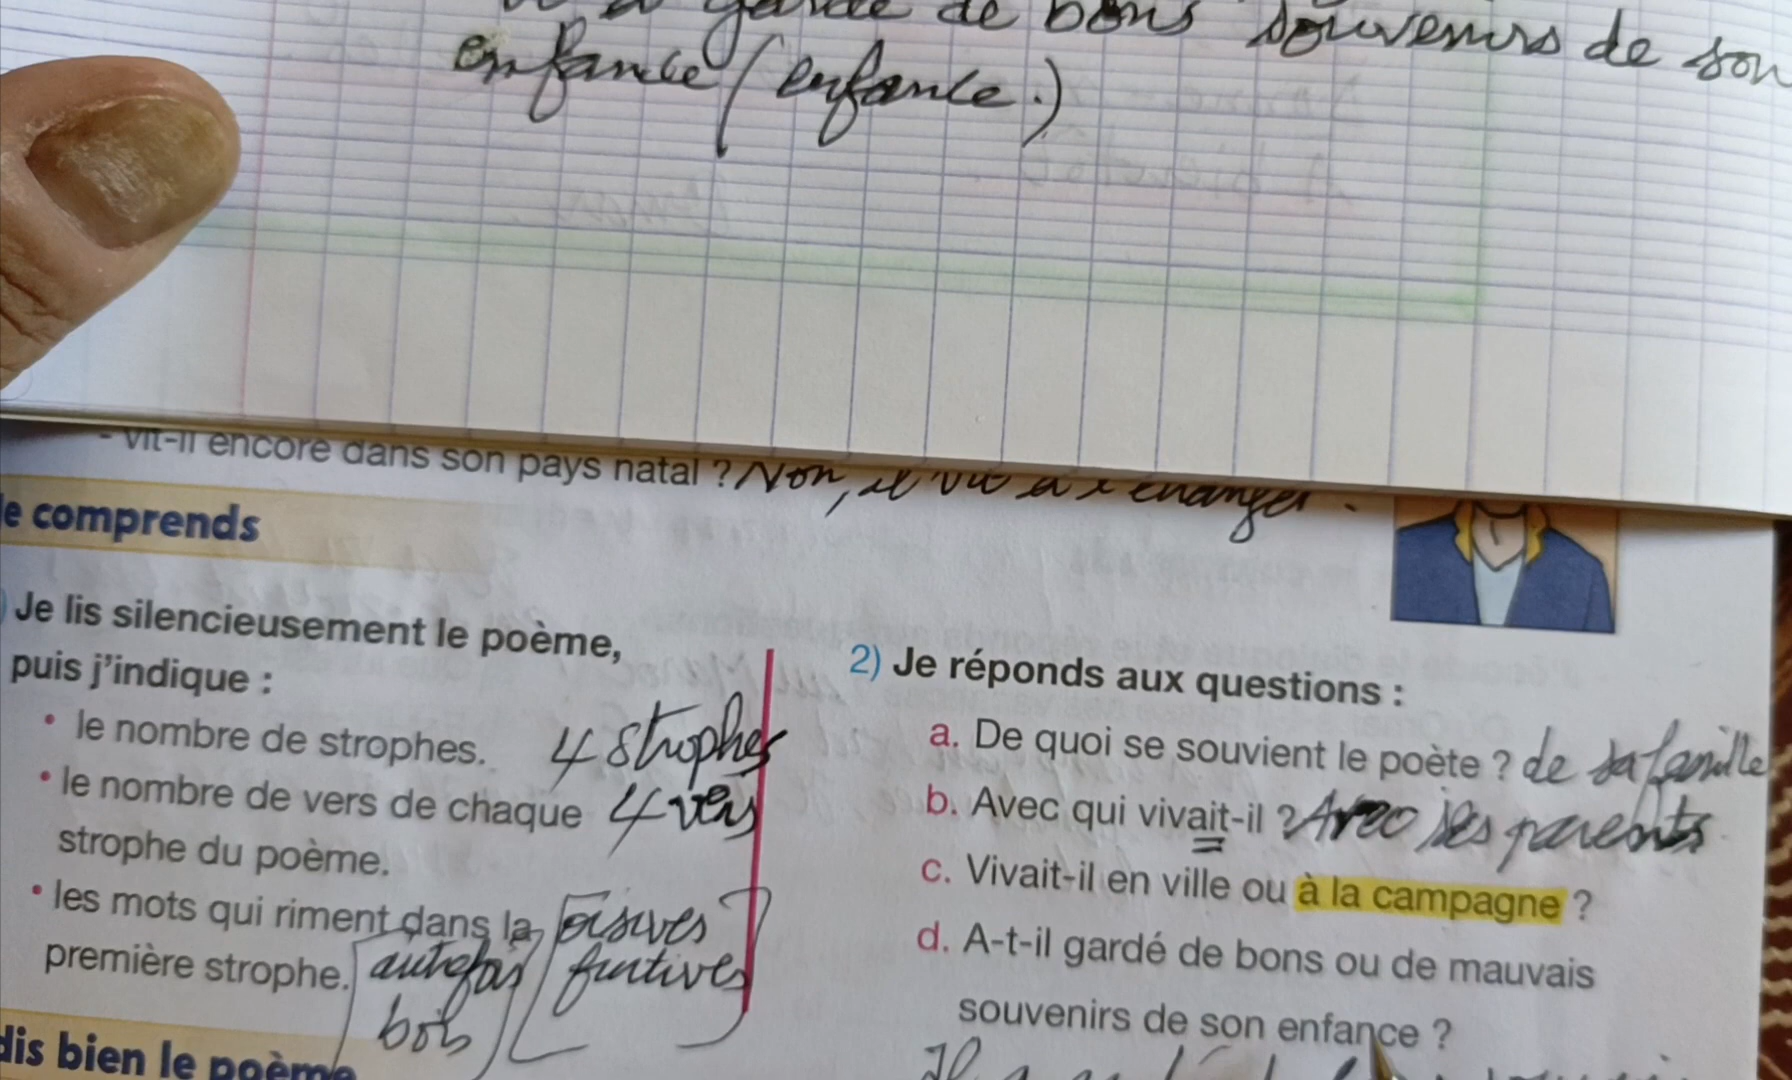 garde de bons souvenirs de son
enfance (enfance.)
- vit-il encore dans son pays natal ? Non, il vit à l'étranger.
e comprends
Je lis silencieusement le poème,
puis j'indique :
• le nombre de strophes. 4 strophes
• le nombre de vers de chaque 4 vers
strophe du poème.
• les mots qui riment dans la oisives
première strophe. autrefois furtives
bois
dis bien le poème
2) Je réponds aux questions :
a. De quoi se souvient le poète ? de sa famille
b. Avec qui vivait-il ? Avec ses parents
c. Vivait-il en ville ou à la campagne ?
d. A-t-il gardé de bons ou de mauvais
souvenirs de son enfance ?
Il a